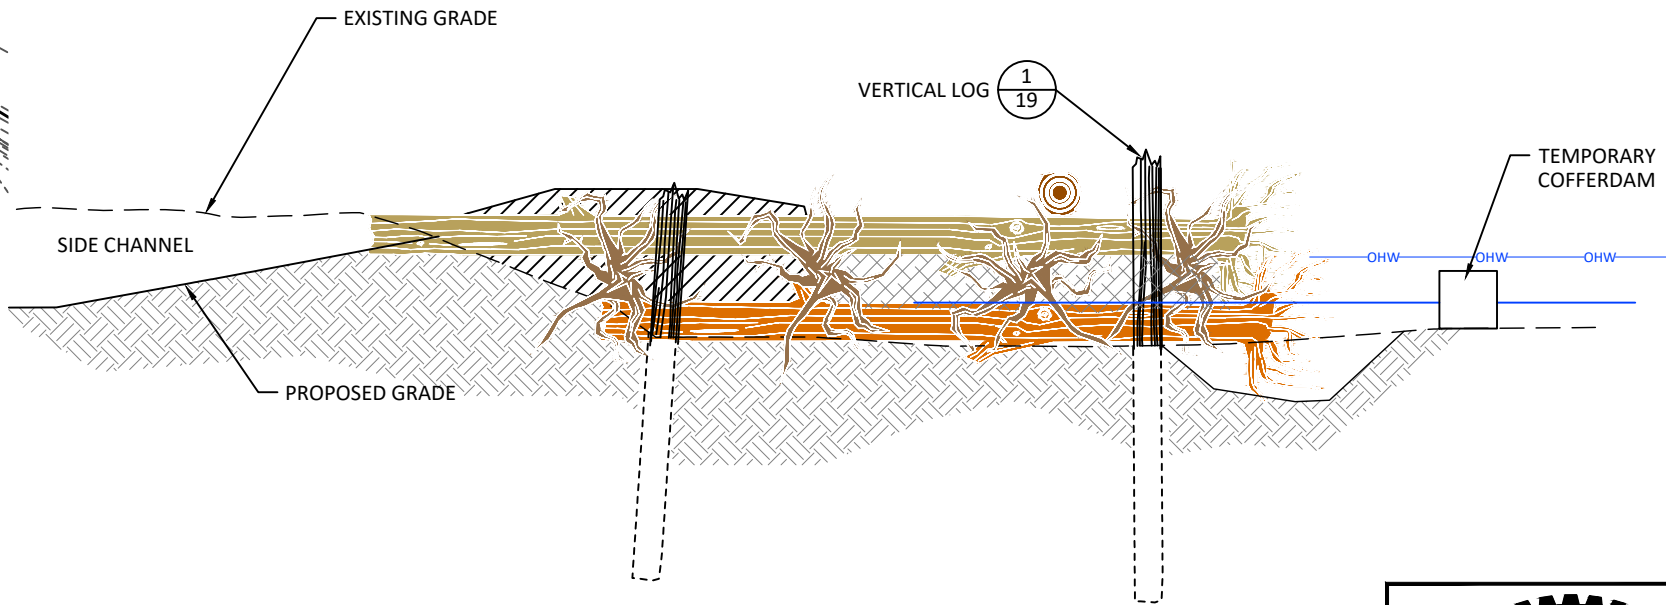 EXISTING GRADE
VERTICAL LOG
1
19
TEMPORARY
COFFERDAM
SIDE CHANNEL
OHW OHW OHW
PROPOSED GRADE